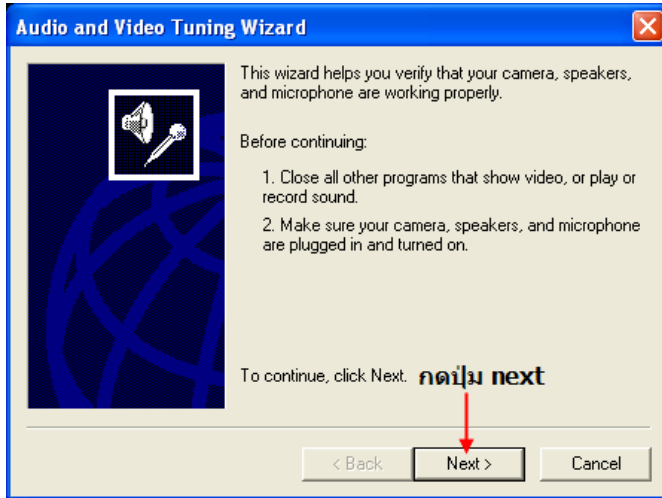 Audio and Video Tuning Wizard
This wizard helps you verify that your camera, speakers,
and microphone are working properly.
Before continuing:
1. Close all other programs that show video, or play or
record sound.
2. Make sure your camera, speakers, and microphone
are plugged in and turned on.
To continue, click Next. กดปุ่ม next
< Back Next > Cancel